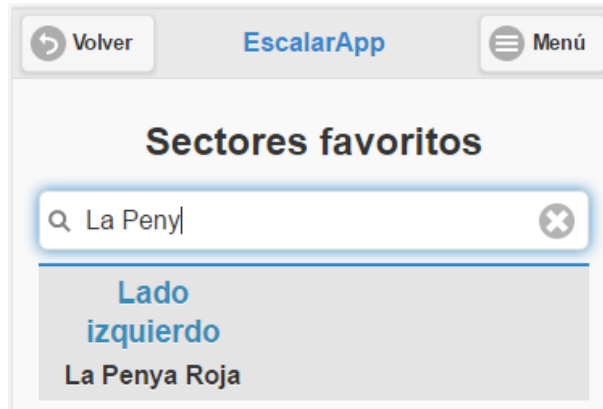 Volver EscalarApp Menú
Sectores favoritos
La Peny
Lado
izquierdo
La Penya Roja